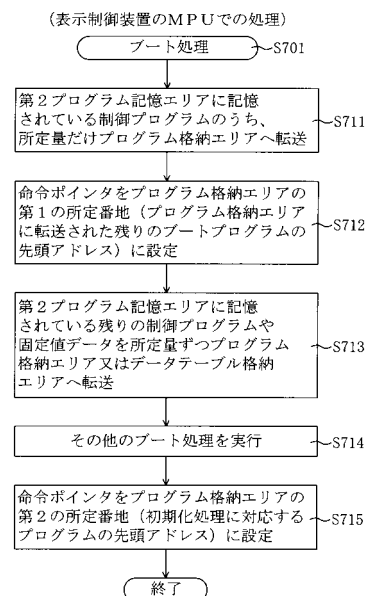 （表示制御装置のＭＰＵでの処理）
ブート処理
S701
第２プログラム記憶エリアに記憶
されている制御プログラムのうち、
所定量だけプログラム格納エリアへ転送
S711
命令ポインタをプログラム格納エリアの
第１の所定番地（プログラム格納エリア
に転送された残りのブートプログラムの
先頭アドレス）に設定
S712
第２プログラム記憶エリアに記憶
されている残りの制御プログラムや
固定値データを所定量ずつプログラム
格納エリア又はデータテーブル格納
エリアへ転送
S713
その他のブート処理を実行
S714
命令ポインタをプログラム格納エリアの
第２の所定番地（初期化処理に対応する
プログラムの先頭アドレス）に設定
S715
終了